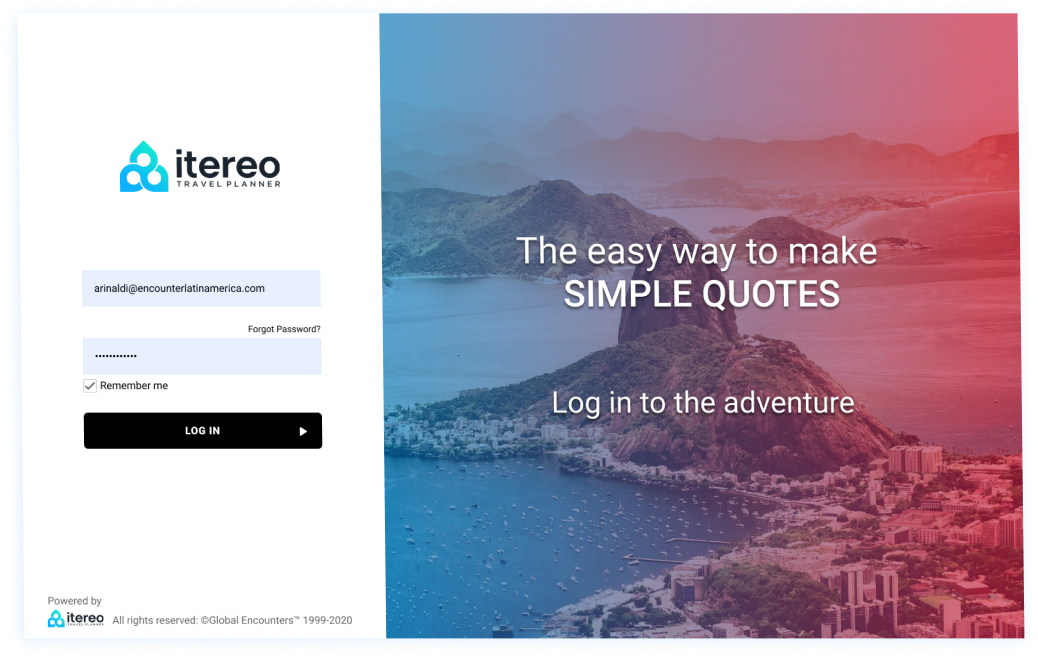 itereo
TRAVEL PLANNER
arinaldi@encounterlatinamerica.com
Forgot Password?
••••••••••••
Remember me
LOG IN
Powered by
itereo
TRAVEL PLANNER
All rights reserved: ©Global Encounters™ 1999-2020
The easy way to make
SIMPLE QUOTES
Log in to the adventure